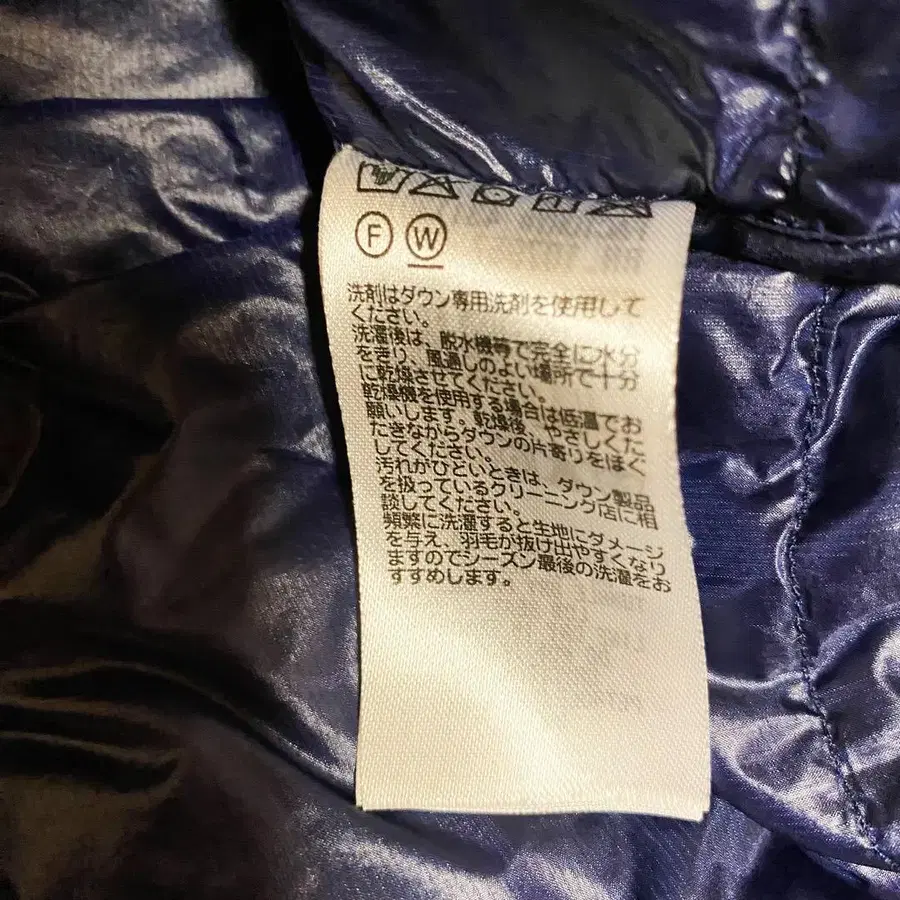 F W
洗剤はダウン専用洗剤を使用して
ください。
洗濯後は、脱水機等で完全に水分
をきり、風通しのよい場所で十分
に乾燥させてください。
乾燥機を使用する場合は低温でお
願いします。乾燥後、やさしくた
たきながらダウンの片寄りをほぐ
汚れがひどいときは、ダウン製品
を扱っているクリーニング店に相
談してください。
頻繁に洗濯すると生地にダメージ
を与え、羽毛が抜け出やすくなり
ますのでシーズン最後の洗濯をお
すすめします。